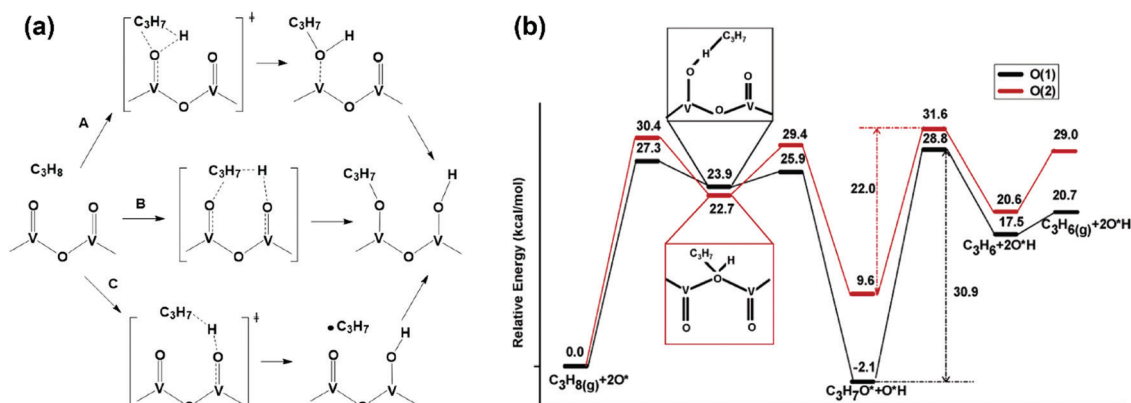 (a)
C₃H₇
H
‡
O
O
V
V
O
C₃H₇
H
O
O
V
V
O
A
C₃H₈
O
O
V
V
O
B
C₃H₇
H
O
O
V
V
O
C₃H₇
H
O
O
V
V
O
C
C₃H₇
H
‡
O
O
V
V
O
•C₃H₇
H
O
O
V
V
O
(b)
Relative Energy (kcal/mol)
C₃H₇
H
O
O
V
O
V
O(1)
O(2)
30.4
27.3
23.9
22.7
29.4
25.9
31.6
28.8
22.0
29.0
20.6
20.7
17.5
C₃H₆(g)+2O*H
C₃H₆+2O*H
C₃H₇
H
O
V
V
O
O
9.6
30.9
0.0
C₃H₈(g)+2O*
-2.1
C₃H₇O*+O*H